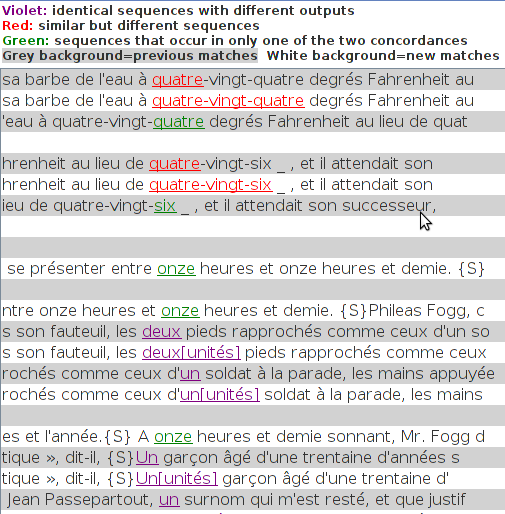 Violet: identical sequences with different outputs
Red: similar but different sequences
Green: sequences that occur in only one of the two concordances
Grey background=previous matches  White background=new matches
sa barbe de l'eau à quatre-vingt-quatre degrés Fahrenheit au
sa barbe de l'eau à quatre-vingt-quatre degrés Fahrenheit au
'eau à quatre-vingt-quatre degrés Fahrenheit au lieu de quat
hrenheit au lieu de quatre-vingt-six _ , et il attendait son
hrenheit au lieu de quatre-vingt-six _ , et il attendait son
ieu de quatre-vingt-six _ , et il attendait son successeur,
se présenter entre onze heures et onze heures et demie. {S}
ntre onze heures et onze heures et demie. {S}Phileas Fogg, c
s son fauteuil, les deux pieds rapprochés comme ceux d'un so
s son fauteuil, les deux[unités] pieds rapprochés comme ceux
rochés comme ceux d'un soldat à la parade, les mains appuyée
rochés comme ceux d'un[unités] soldat à la parade, les mains
es et l'année.{S} A onze heures et demie sonnant, Mr. Fogg d
tique », dit-il, {S}Un garçon âgé d'une trentaine d'années s
tique », dit-il, {S}Un[unités] garçon âgé d'une trentaine d'
Jean Passepartout, un surnom qui m'est resté, et que justif